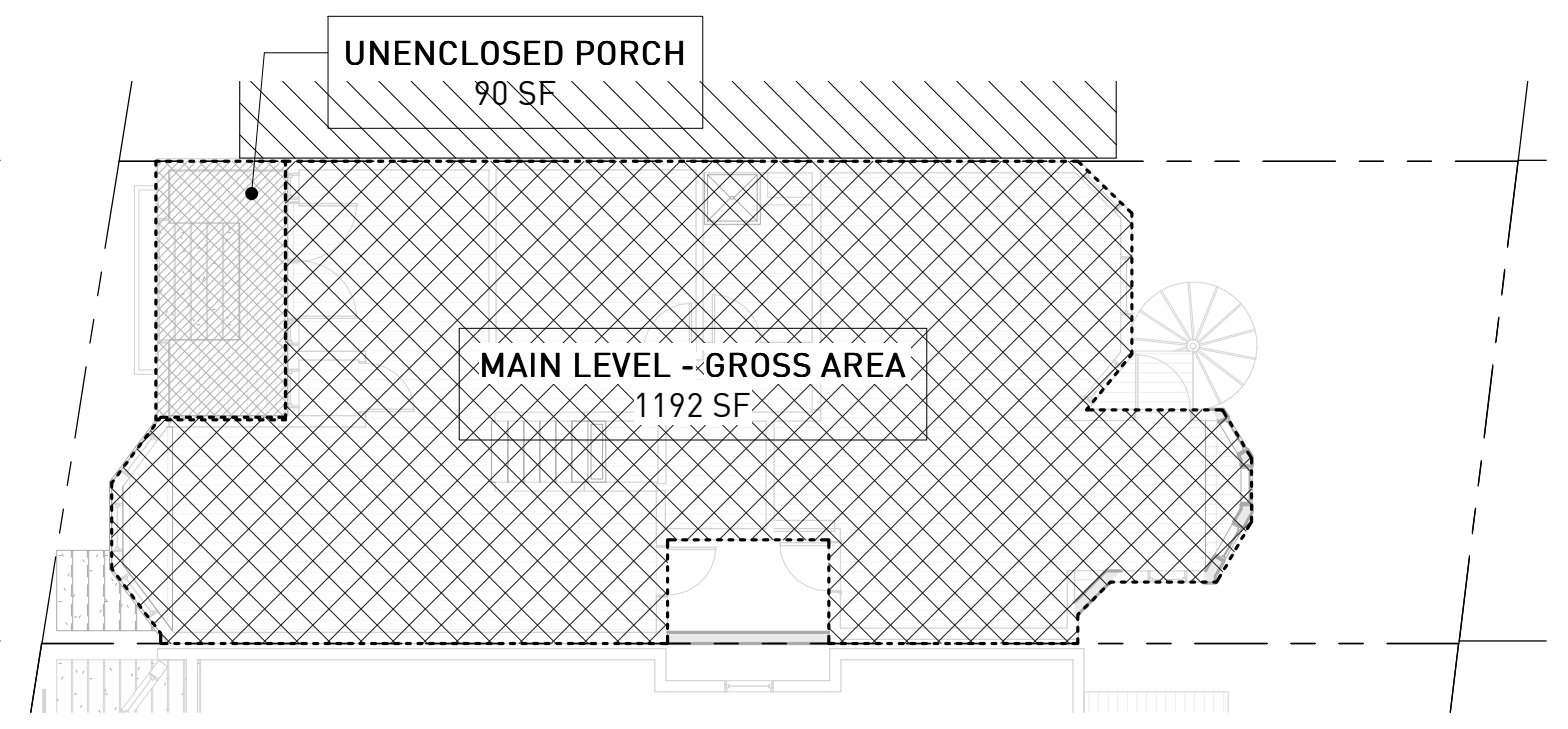 UNENCLOSED PORCH
90 SF
MAIN LEVEL - GROSS AREA
1192 SF